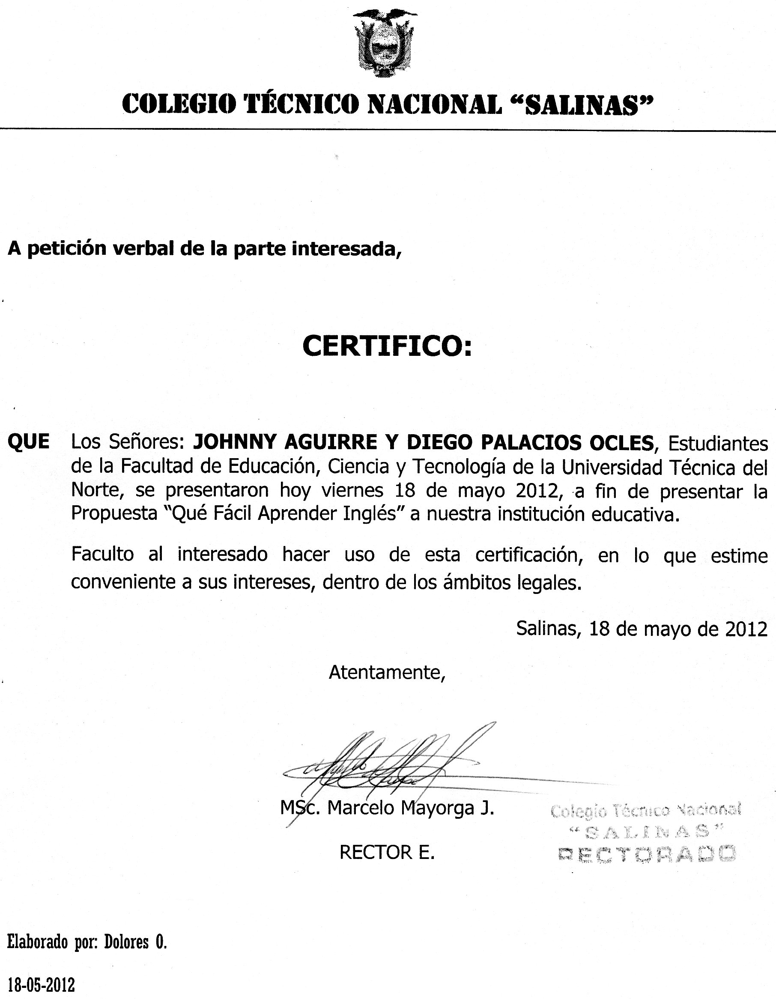 COLEGIO TÉCNICO NACIONAL “SALINAS”
A petición verbal de la parte interesada,
CERTIFICO:
QUE Los Señores: JOHNNY AGUIRRE Y DIEGO PALACIOS OCLES, Estudiantes
de la Facultad de Educación, Ciencia y Tecnología de la Universidad Técnica del
Norte, se presentaron hoy viernes 18 de mayo 2012, a fin de presentar la
Propuesta “Qué Fácil Aprender Inglés” a nuestra institución educativa.
Faculto al interesado hacer uso de esta certificación, en lo que estime
conveniente a sus intereses, dentro de los ámbitos legales.
Salinas, 18 de mayo de 2012
Atentamente,
MSc. Marcelo Mayorga J.
RECTOR E.
Colegio Técnico Nacional
“SALINAS”
RECTORADO
Elaborado por: Dolores O.
18-05-2012